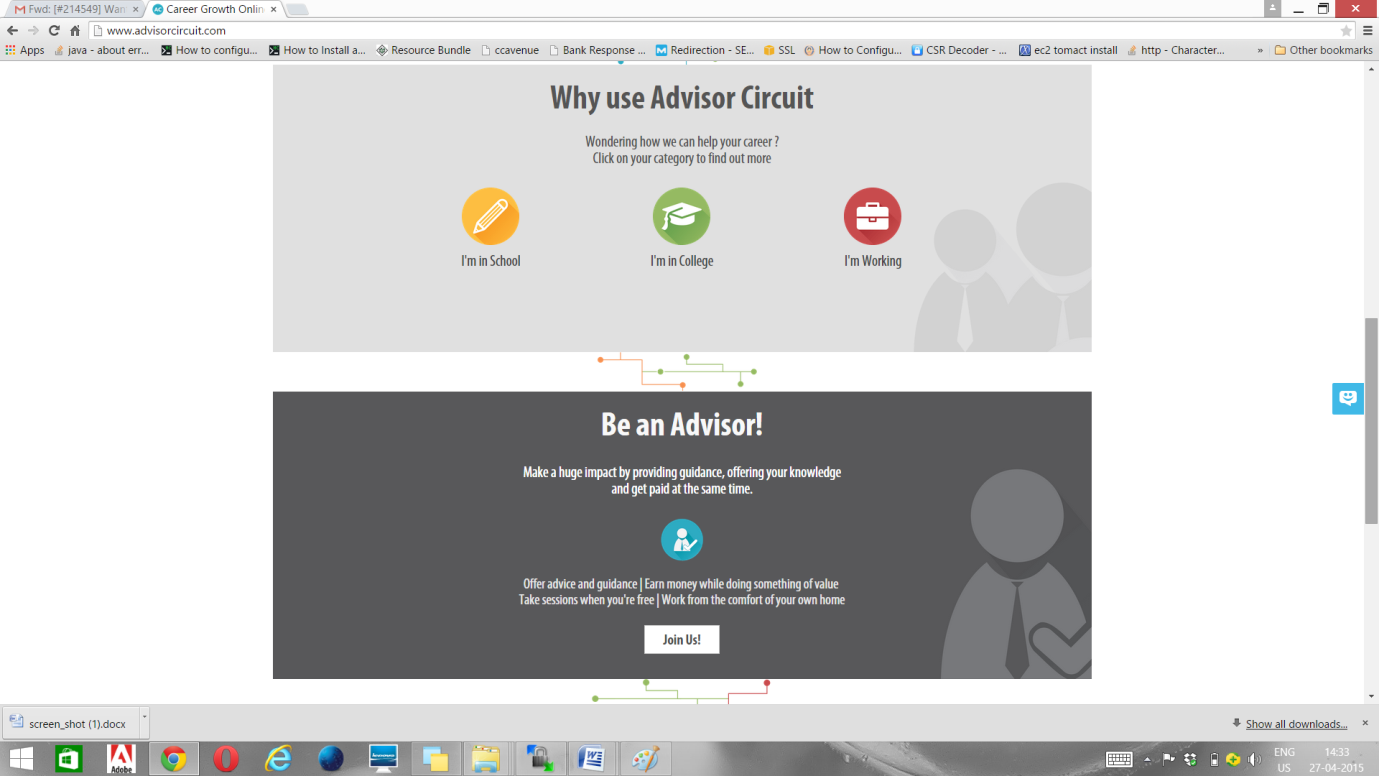 Fwd: [#214549] Wan
Career Growth Onlin
www.advisorcircuit.com
Apps
java - about err...
How to configu...
How to Install a...
Resource Bundle
ccavenue
Bank Response ...
Redirection - SE...
SSL
How to Configu...
CSR Decoder - ...
ec2 tomact install
http - Character...
»
Other bookmarks
Why use Advisor Circuit
Wondering how we can help your career ?
Click on your category to find out more
I'm in School
I'm in College
I'm Working
Be an Advisor!
Make a huge impact by providing guidance, offering your knowledge
and get paid at the same time.
Offer advice and guidance | Earn money while doing something of value
Take sessions when you're free | Work from the comfort of your own home
Join Us!
screen_shot (1).docx
Show all downloads...
Adobe
ENG
US
14:33
27-04-2015